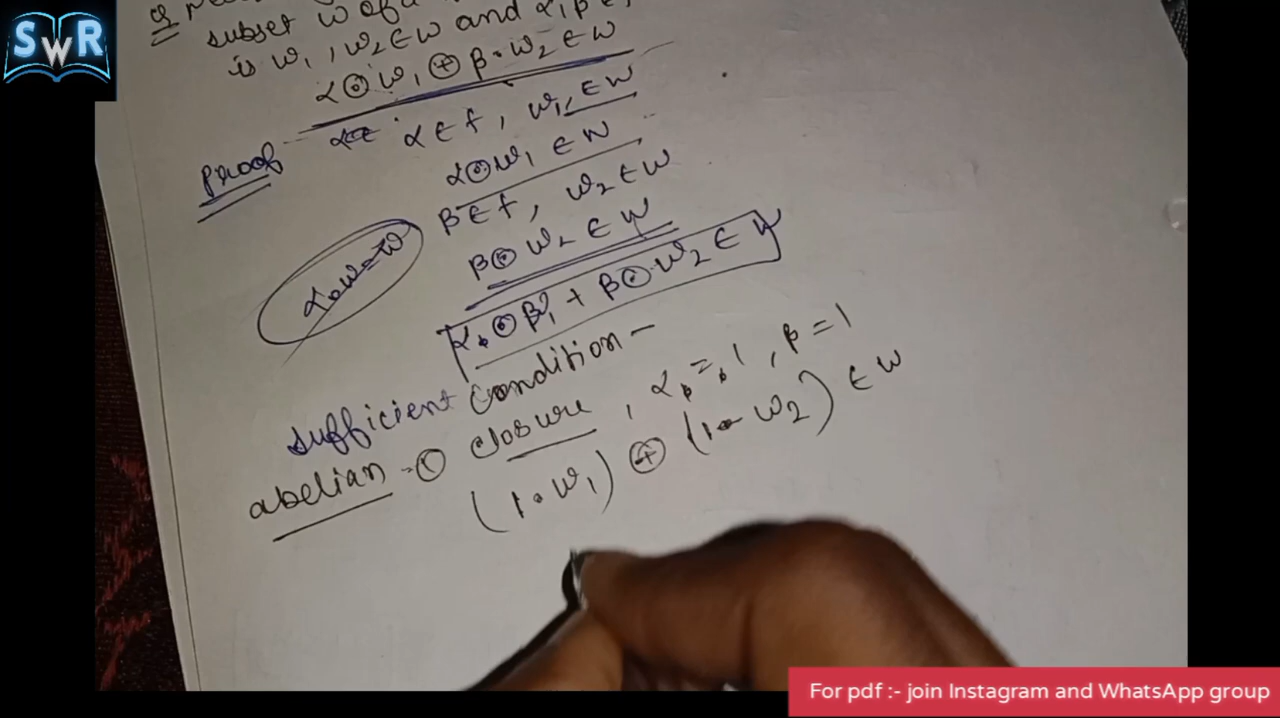 SWR
subset W of a
is w₁, w₂ ∈ W and α, β ∈
α ⊙ w₁ ⊕ β • w₂ ∈ W
Proof - α ∈ f, w₁ ∈ W
α ⊙ w₁ ∈ W
β ∈ f, w₂ ∈ W
β ⊙ w₂ ∈ W
α • ⊙ β₁ + β ⊙ w₂ ∈ W
Sufficient Condition -
abelian - ① closure, α = 1, β = 1
(1 • w₁) ⊕ (1 • w₂) ∈ W
For pdf :- join Instagram and WhatsApp group